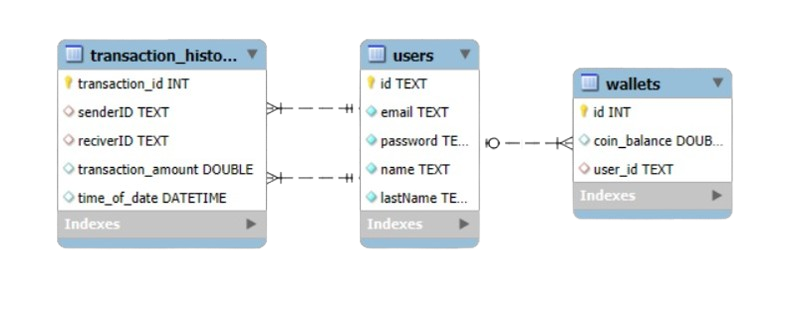 transaction_histo...
transaction_id INT
senderID TEXT
reciverID TEXT
transaction_amount DOUBLE
time_of_date DATETIME
Indexes
users
id TEXT
email TEXT
password TE...
name TEXT
lastName TE...
Indexes
wallets
id INT
coin_balance DOUB...
user_id TEXT
Indexes